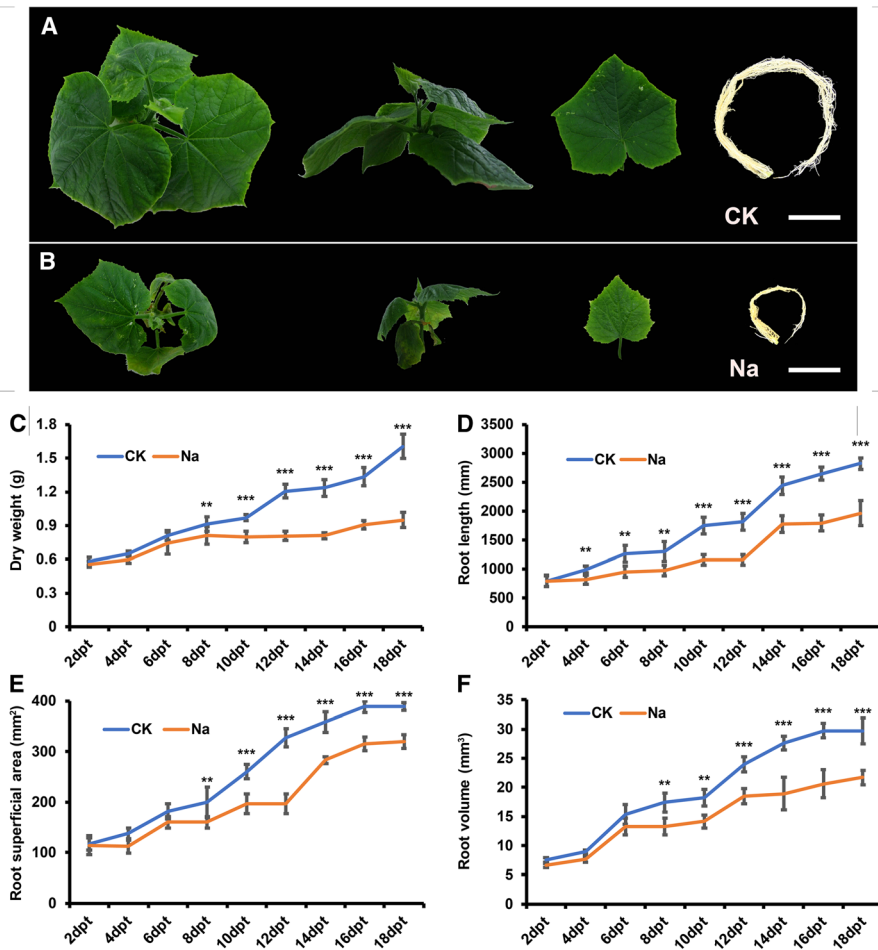 A
CK
B
Na
C
1.8
1.5
1.2
0.9
0.6
0.3
0
Dry weight (g)
CK Na
** *** *** *** *** ***
2dpt 4dpt 6dpt 8dpt 10dpt 12dpt 14dpt 16dpt 18dpt
D
3500
3000
2500
2000
1500
1000
500
0
Root length (mm)
CK Na
** ** ** *** *** *** *** ***
2dpt 4dpt 6dpt 8dpt 10dpt 12dpt 14dpt 16dpt 18dpt
E
400
300
200
100
0
Root superficial area (mm²)
CK Na
** *** *** *** *** ***
2dpt 4dpt 6dpt 8dpt 10dpt 12dpt 14dpt 16dpt 18dpt
F
35
30
25
20
15
10
5
0
Root volume (mm³)
CK Na
** ** *** *** *** ***
2dpt 4dpt 6dpt 8dpt 10dpt 12dpt 14dpt 16dpt 18dpt